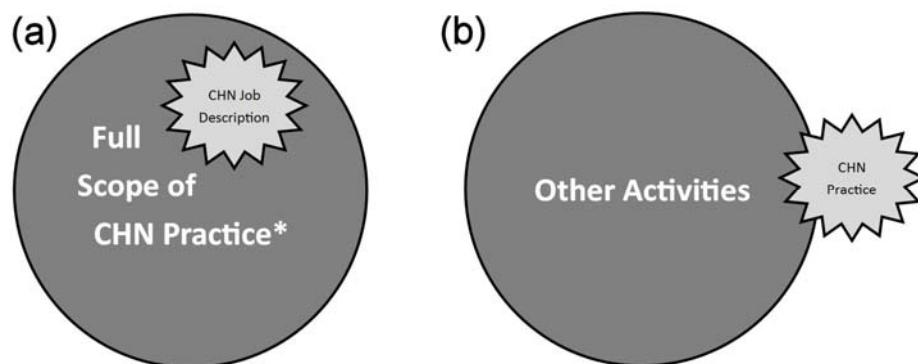 (a)
CHN Job
Description
Full
Scope of
CHN Practice*
(b)
Other Activities
CHN
Practice